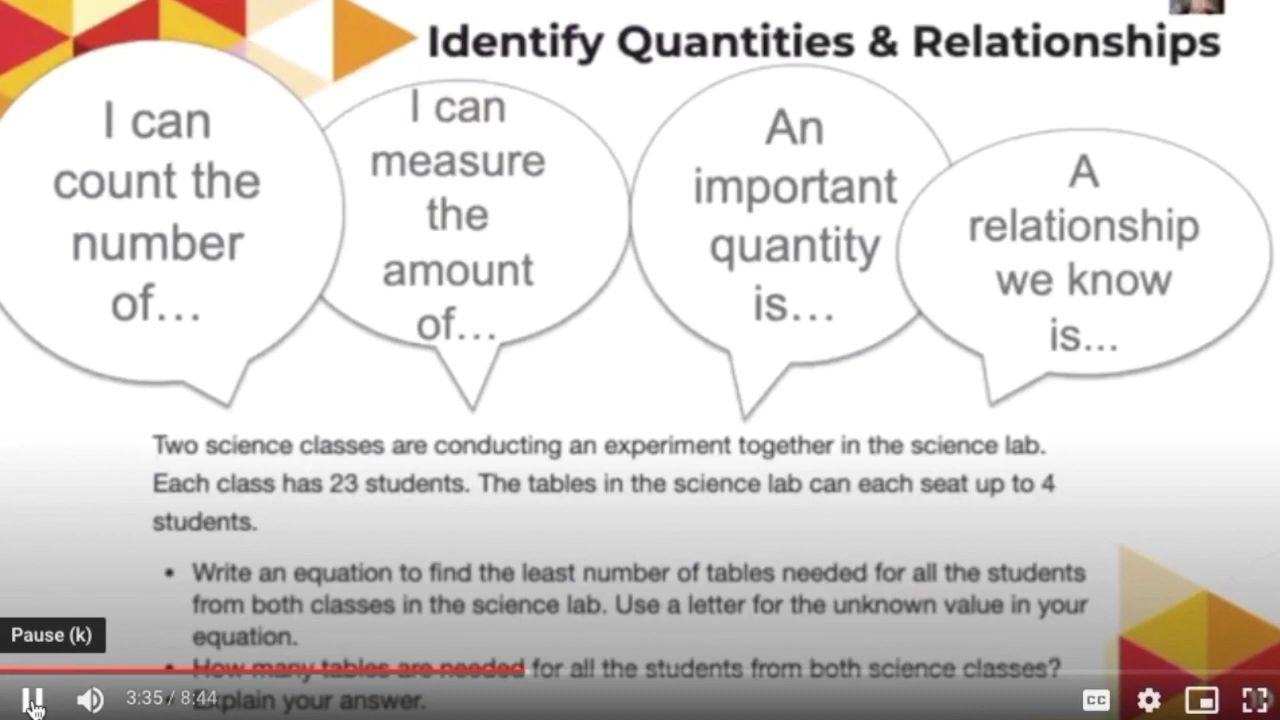 Identify Quantities & Relationships
I can
count the
number
of...
I can
measure
the
amount
of...
An
important
quantity
is...
A
relationship
we know
is...
Two science classes are conducting an experiment together in the science lab.
Each class has 23 students. The tables in the science lab can each seat up to 4
students.
• Write an equation to find the least number of tables needed for all the students
from both classes in the science lab. Use a letter for the unknown value in your
equation.
• How many tables are needed for all the students from both science classes?
Explain your answer.
Pause (k)
3:35 / 8:44
CC